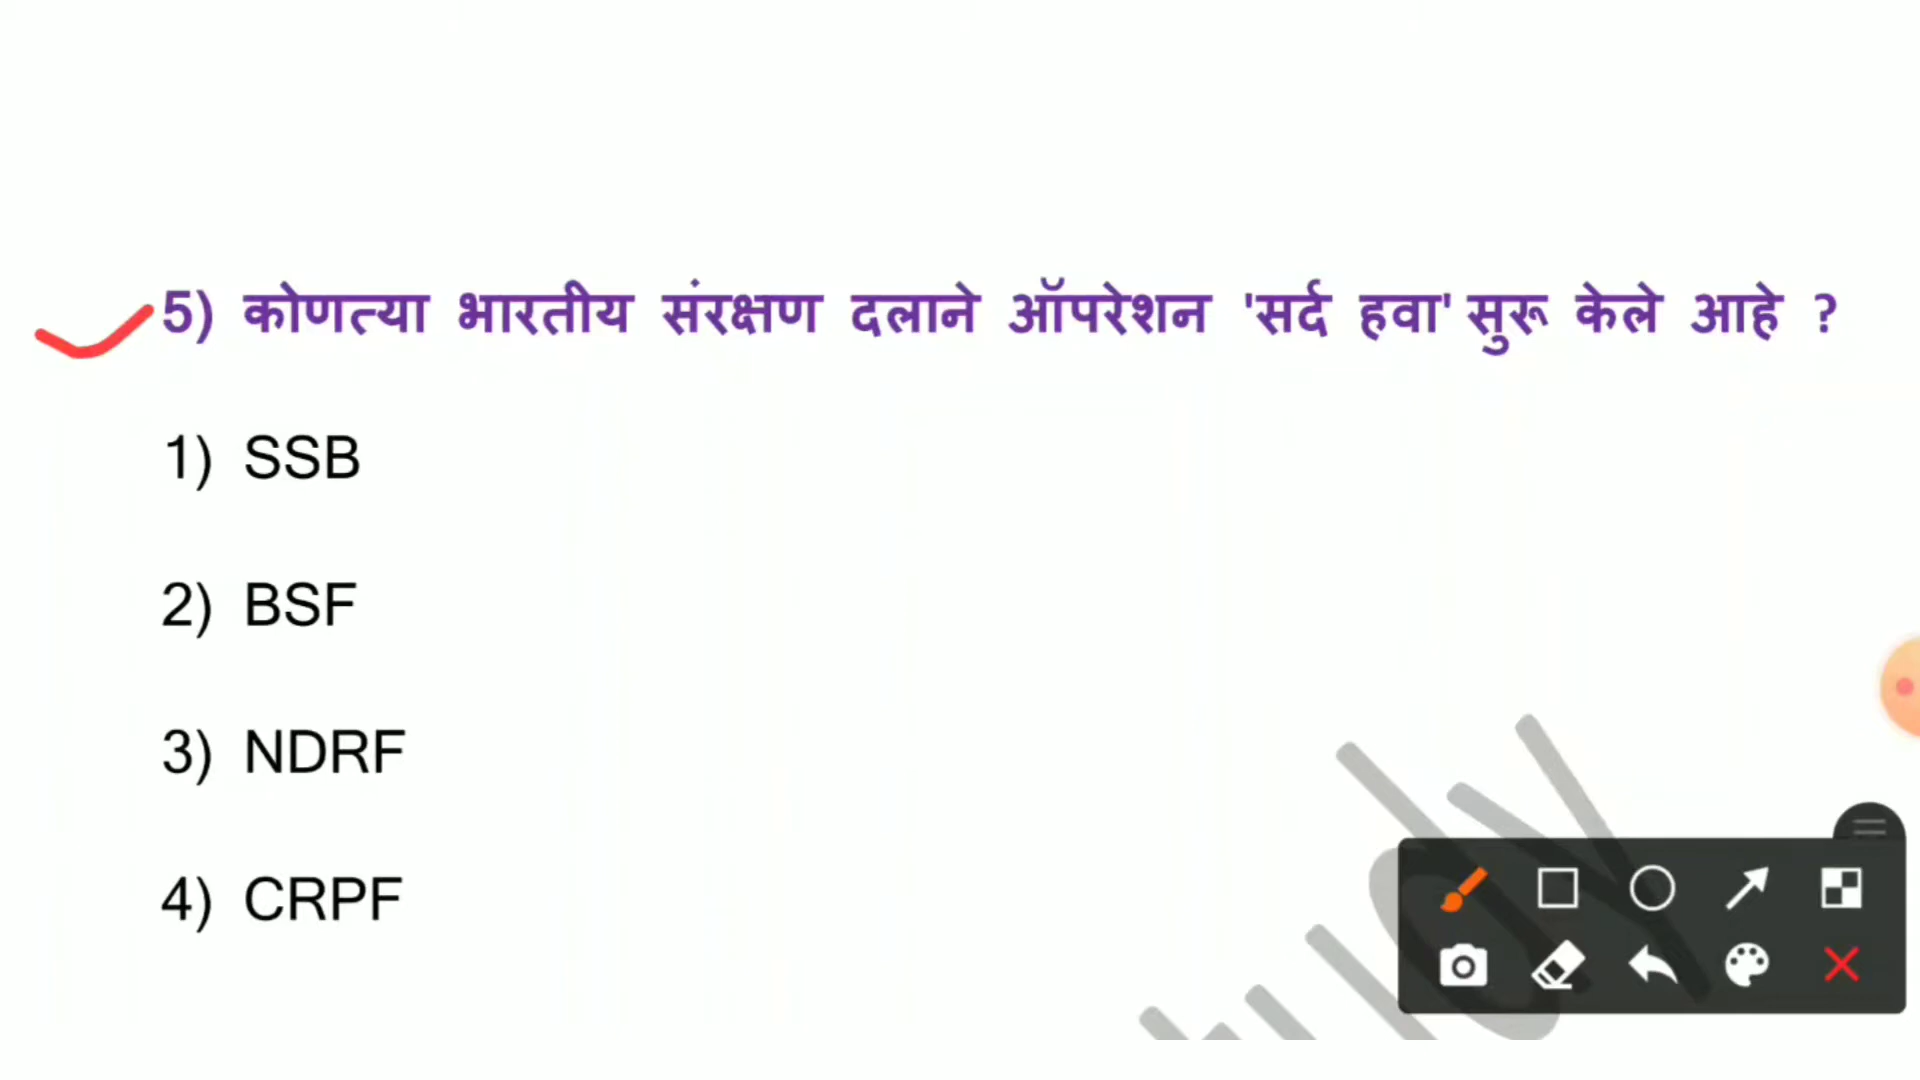 5) कोणत्या भारतीय संरक्षण दलाने ऑपरेशन 'सर्द हवा' सुरू केले आहे ?
1) SSB
2) BSF
3) NDRF
4) CRPF